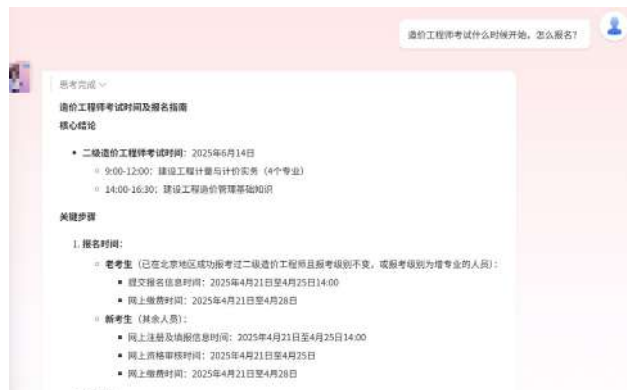 造价工程师考试什么时候开始，怎么报名？
思考完成
造价工程师考试时间及报名指南
核心结论
• 二级造价工程师考试时间：2025年6月14日
◦ 9:00-12:00：建设工程计量与计价实务（4个专业）
◦ 14:00-16:30：建设工程造价管理基础知识
关键步骤
1. 报名时间：
◦ 老考生（已在北京地区成功报考过二级造价工程师且报考级别不变，或报考级别为增专业的人员）：
▪ 提交报名信息时间：2025年4月21日至4月25日14:00
▪ 网上缴费时间：2025年4月21日至4月28日
◦ 新考生（其余人员）：
▪ 网上注册及填报信息时间：2025年4月21日至4月25日14:00
▪ 网上资格审核时间：2025年4月21日至4月25日
▪ 网上缴费时间：2025年4月21日至4月28日